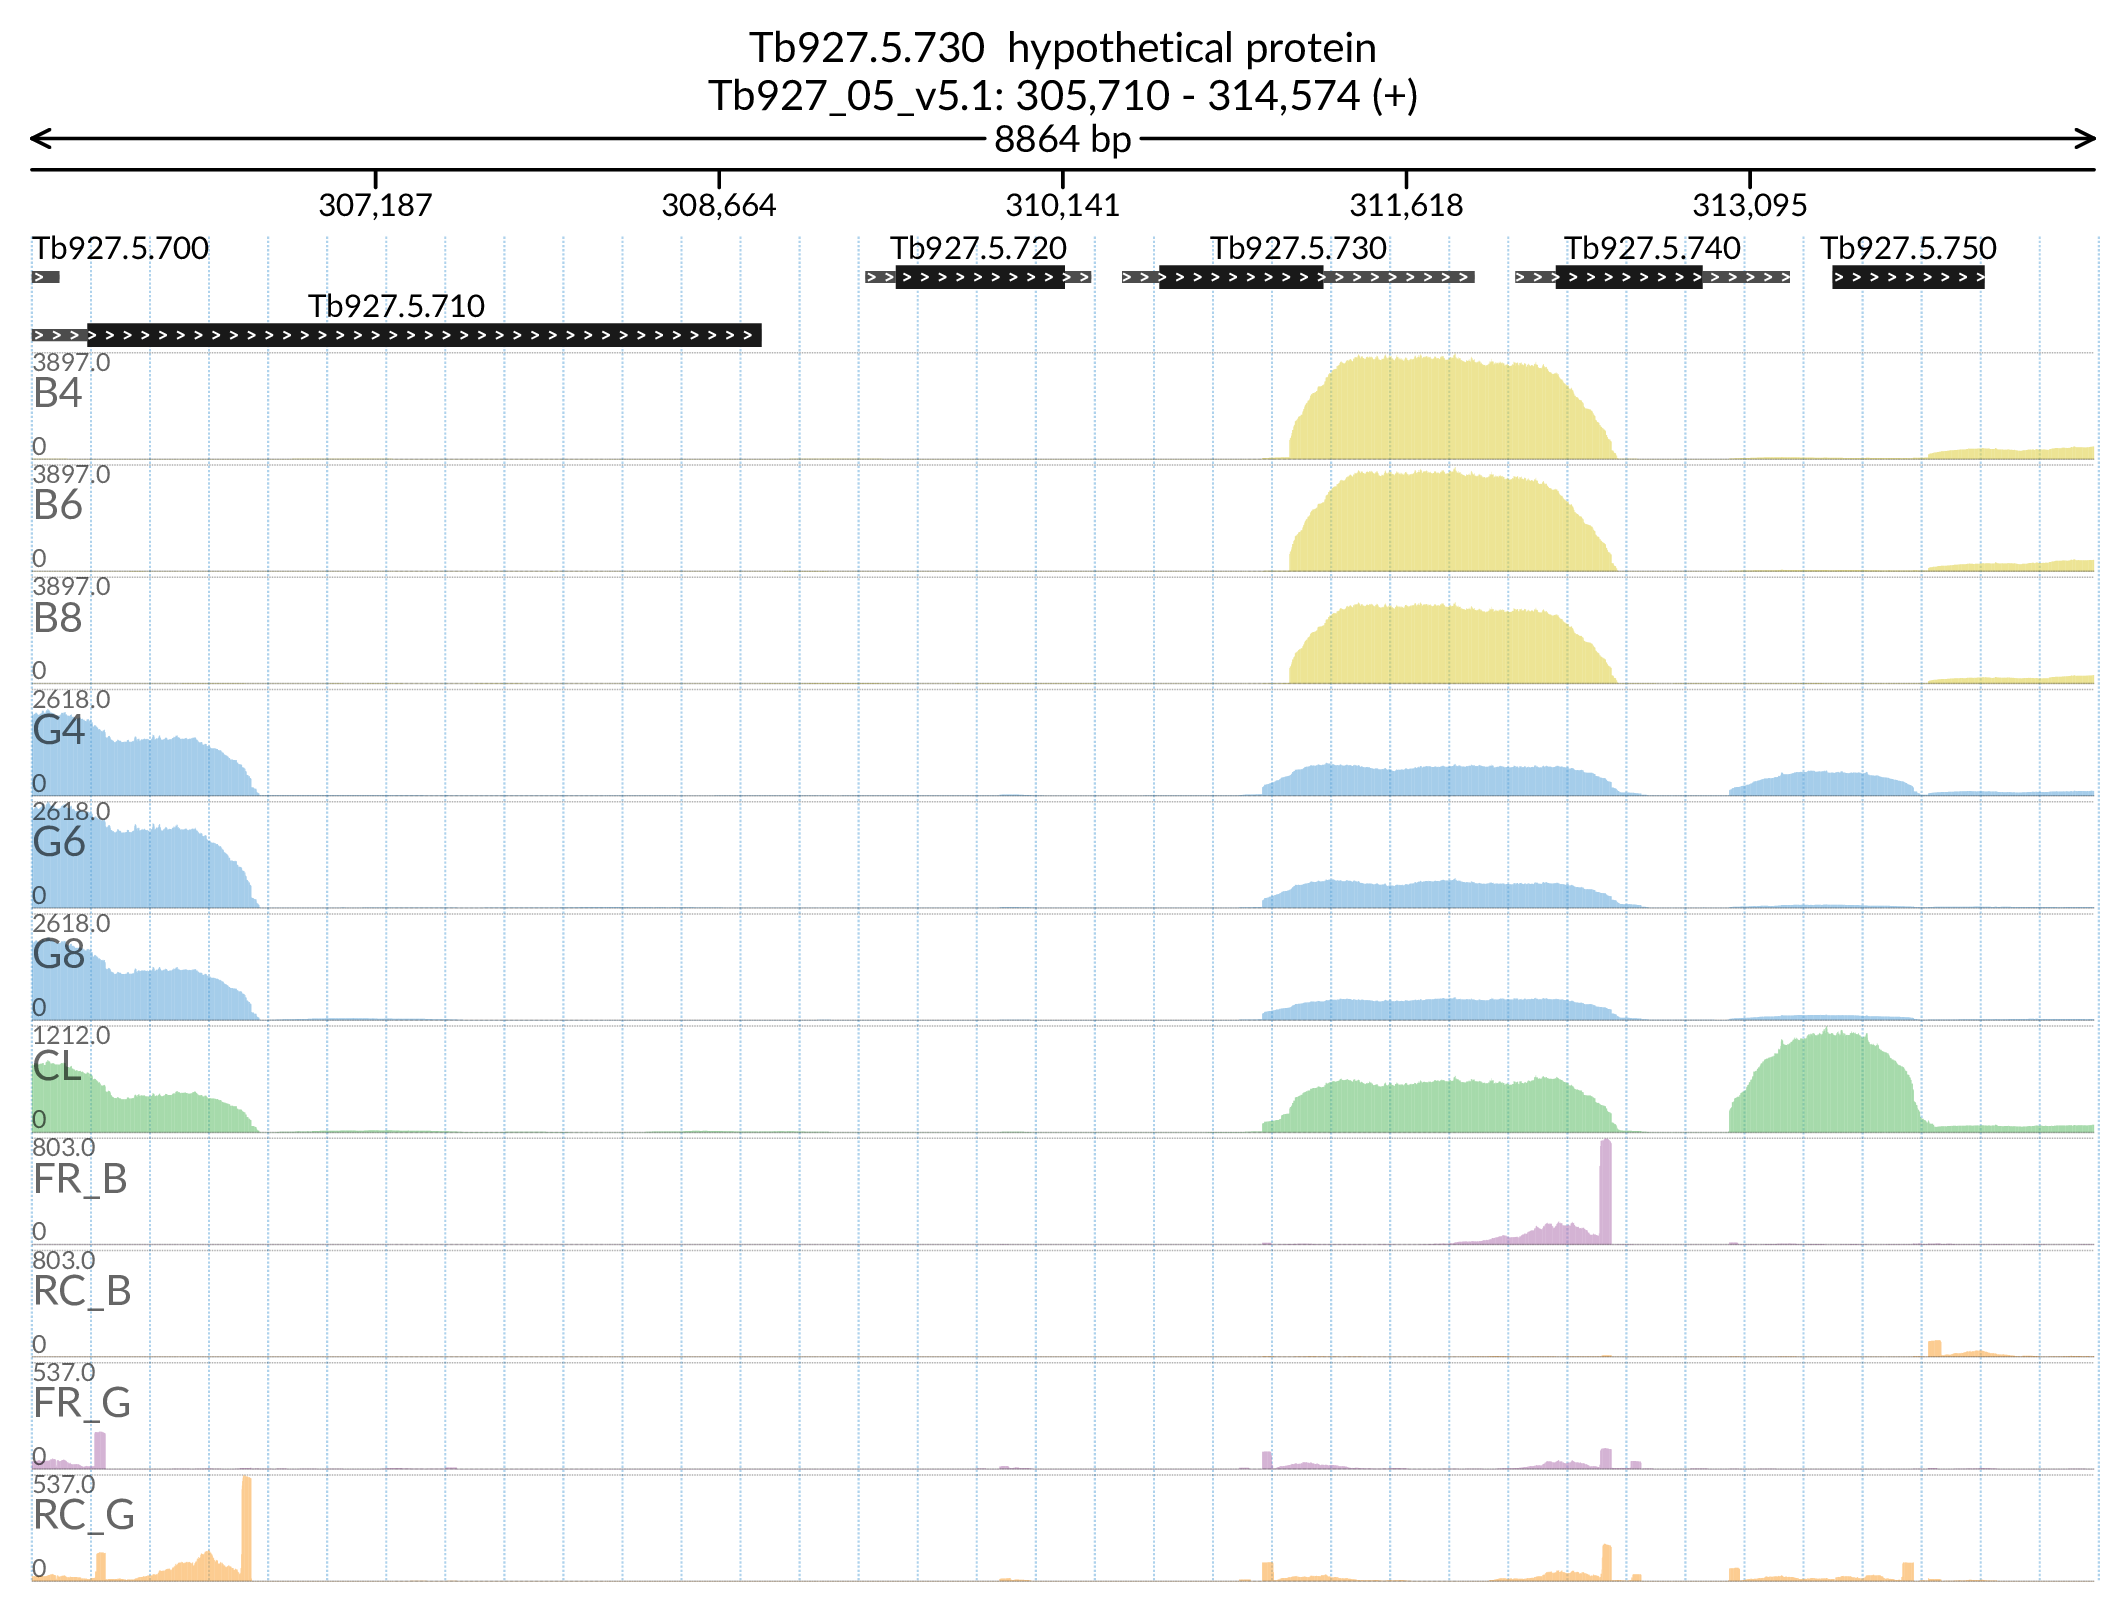 Tb927.5.730  hypothetical protein
Tb927_05_v5.1: 305,710 - 314,574 (+)
8864 bp
307,187 308,664 310,141 311,618 313,095
Tb927.5.700 Tb927.5.720 Tb927.5.730 Tb927.5.740 Tb927.5.750
Tb927.5.710
3897.0
B4
0
3897.0
B6
0
3897.0
B8
0
2618.0
G4
0
2618.0
G6
0
2618.0
G8
0
1212.0
CL
0
803.0
FR_B
0
803.0
RC_B
0
537.0
FR_G
0
537.0
RC_G
0